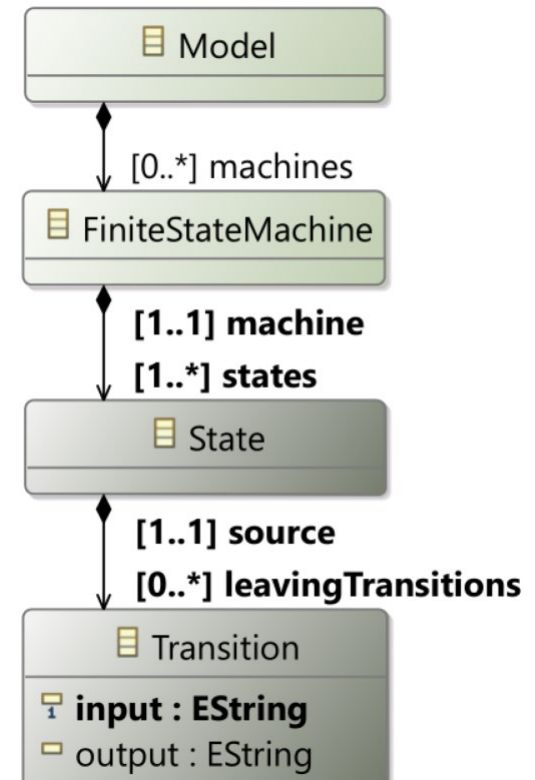 Model
[0..*] machines
FiniteStateMachine
[1..1] machine
[1..*] states
State
[1..1] source
[0..*] leavingTransitions
Transition
1 input : EString
output : EString